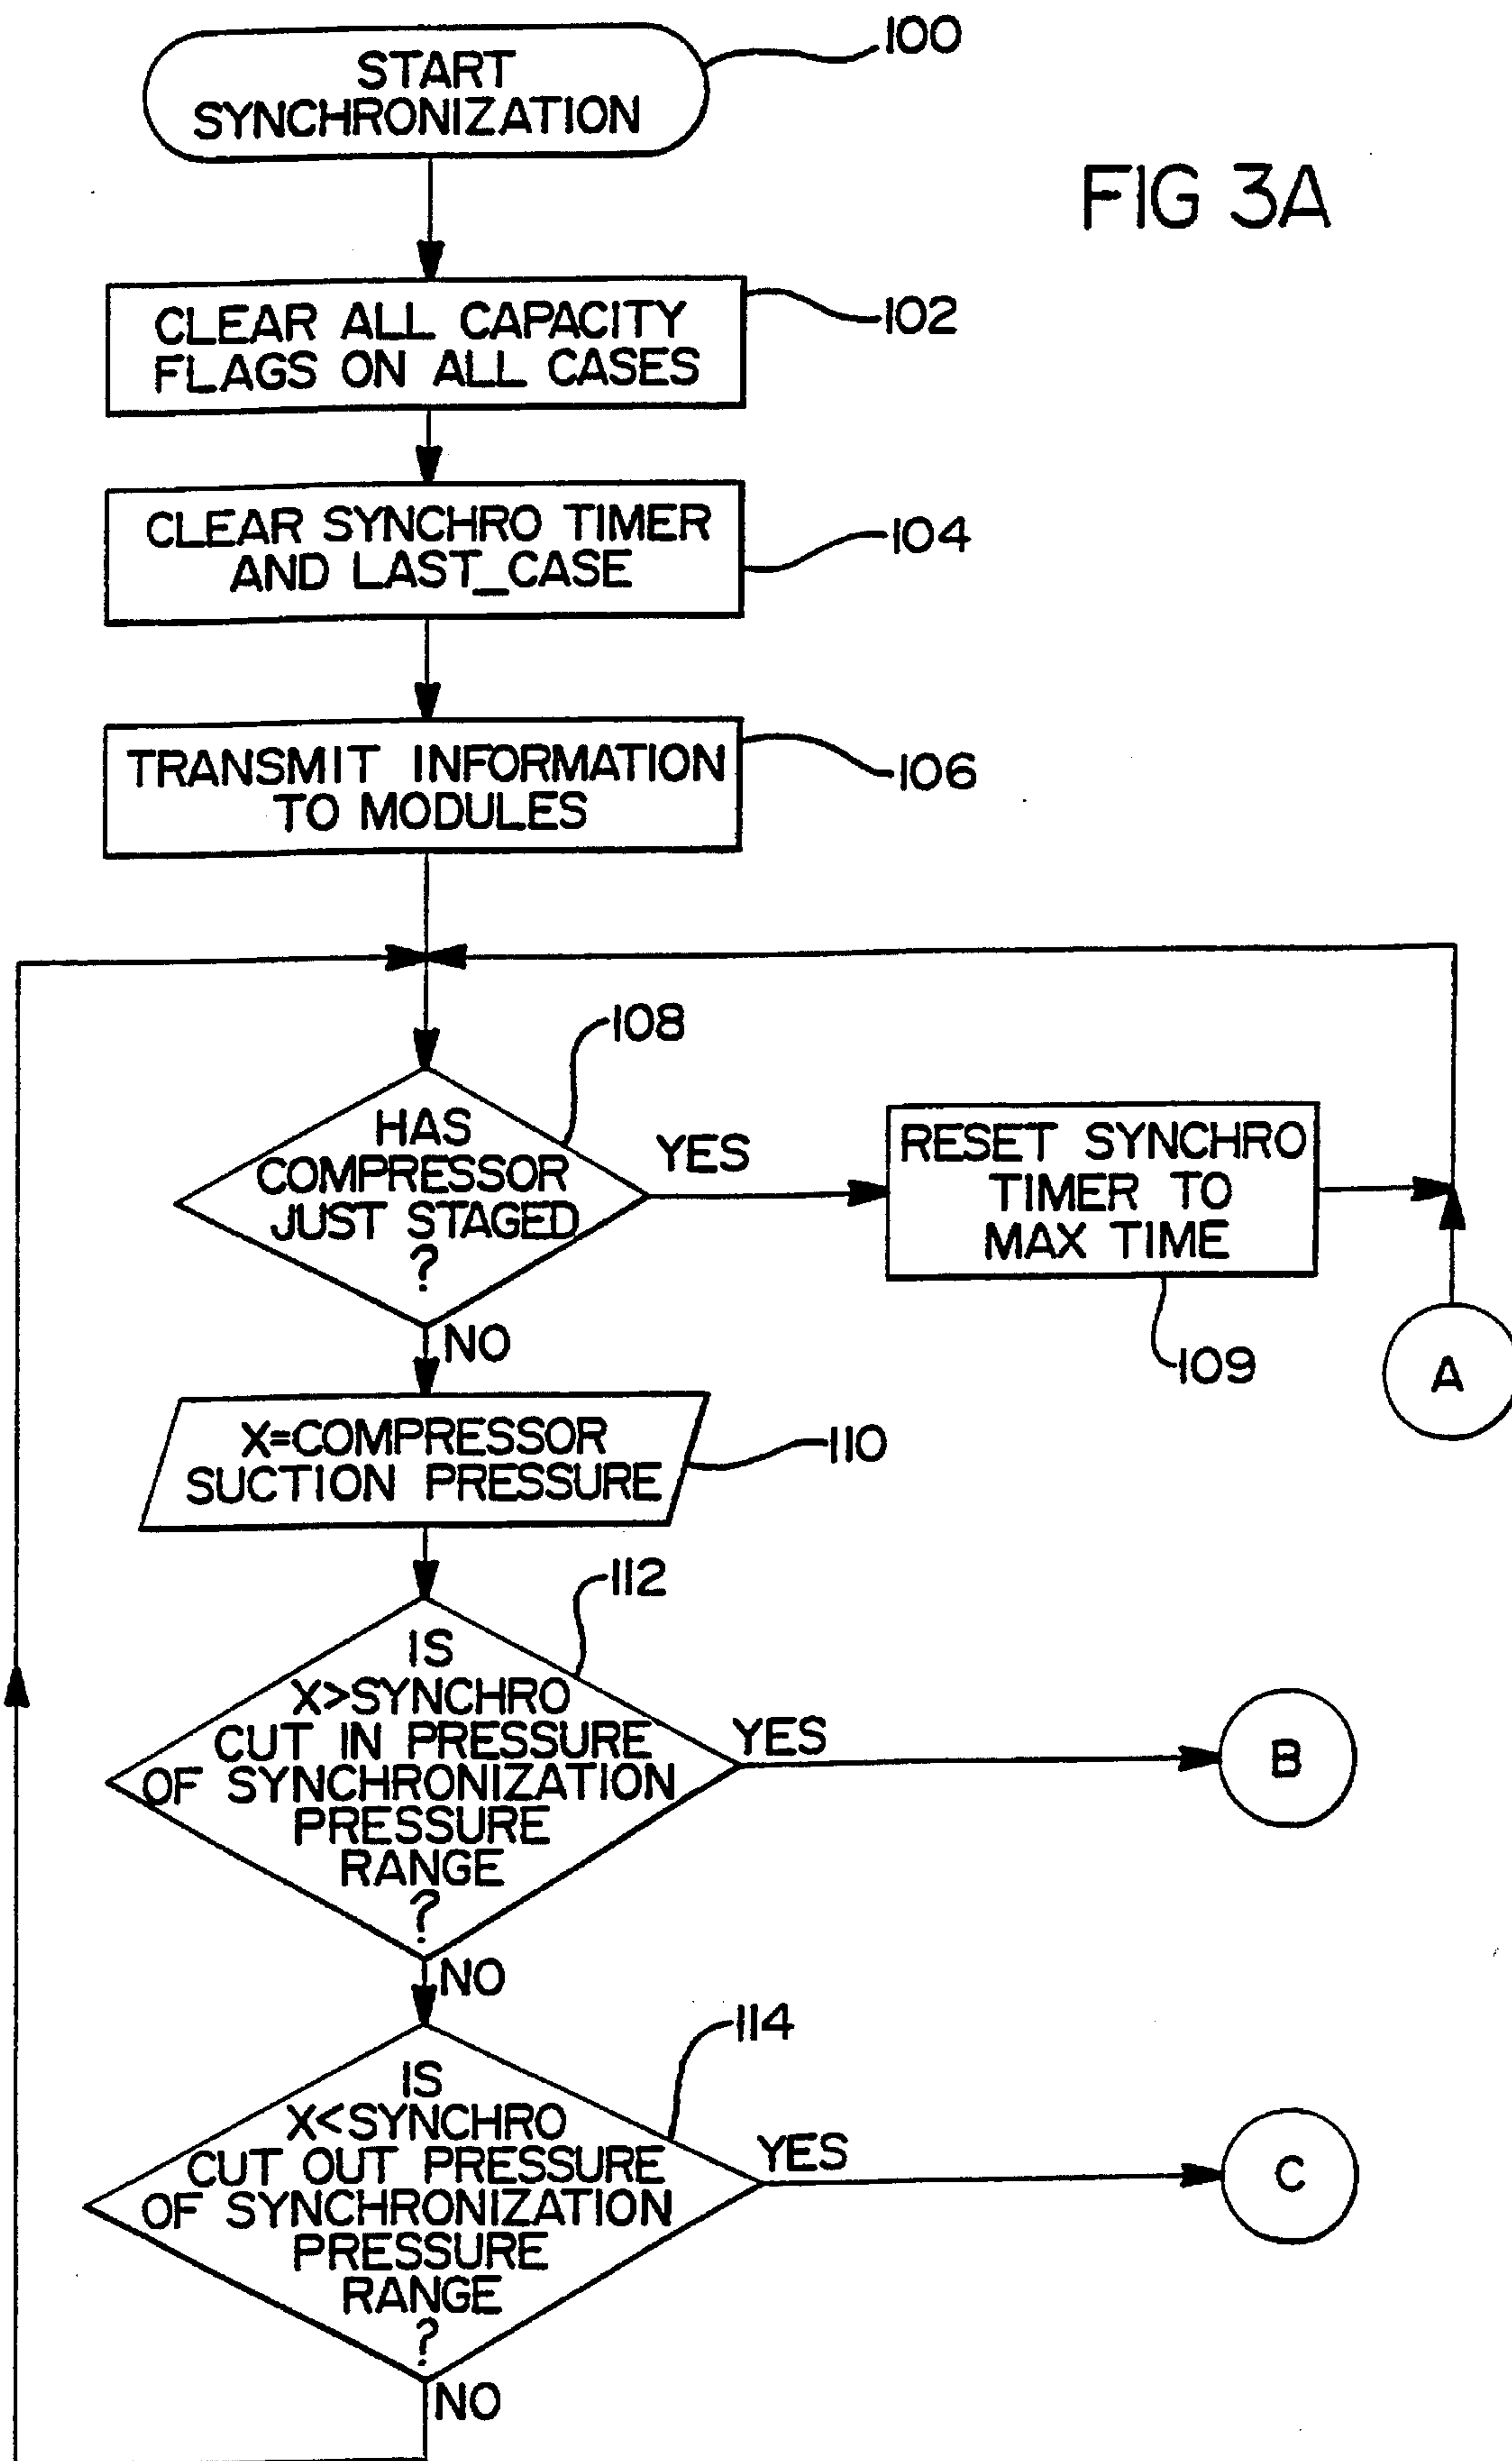 START
SYNCHRONIZATION
100
FIG 3A
CLEAR ALL CAPACITY
FLAGS ON ALL CASES
102
CLEAR SYNCHRO TIMER
AND LAST_CASE
104
TRANSMIT INFORMATION
TO MODULES
106
108
HAS
COMPRESSOR
JUST STAGED
?
YES
RESET SYNCHRO
TIMER TO
MAX TIME
109
A
NO
X=COMPRESSOR
SUCTION PRESSURE
110
112
IS
X>SYNCHRO
CUT IN PRESSURE
OF SYNCHRONIZATION
PRESSURE
RANGE
?
YES
B
NO
114
IS
X<SYNCHRO
CUT OUT PRESSURE
OF SYNCHRONIZATION
PRESSURE
RANGE
?
YES
C
NO